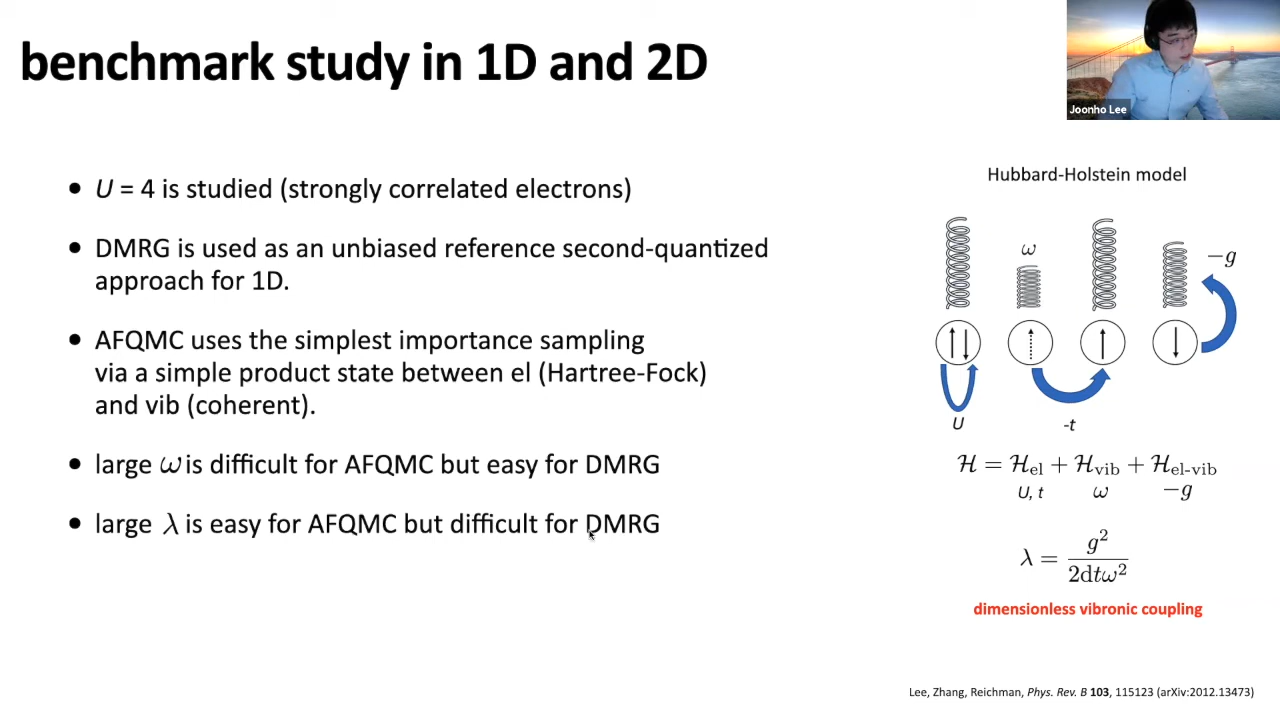 benchmark study in 1D and 2D
Joonho Lee
• U = 4 is studied (strongly correlated electrons)
• DMRG is used as an unbiased reference second-quantized
approach for 1D.
• AFQMC uses the simplest importance sampling
via a simple product state between el (Hartree-Fock)
and vib (coherent).
• large ω is difficult for AFQMC but easy for DMRG
• large λ is easy for AFQMC but difficult for DMRG
Hubbard-Holstein model
ω
−g
U
-t
ℋ = ℋ_el + ℋ_vib + ℋ_el-vib
U, t ω −g
λ = g² / 2dtω²
dimensionless vibronic coupling
Lee, Zhang, Reichman, Phys. Rev. B 103, 115123 (arXiv:2012.13473)